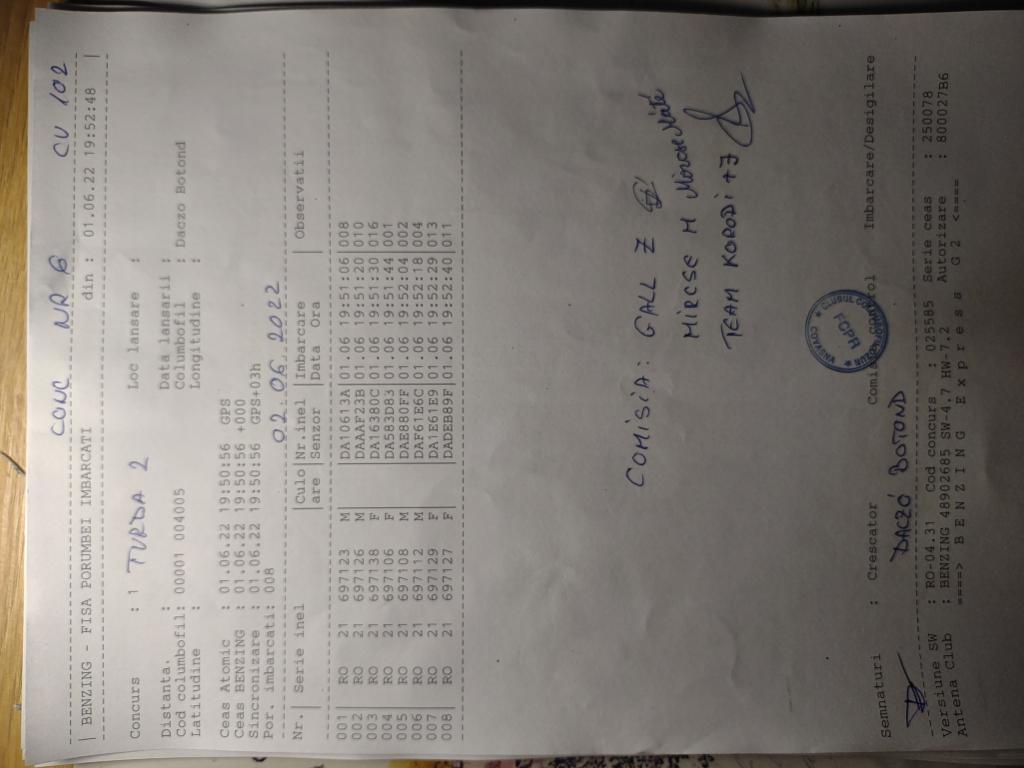 CONC NR 6 CU 102
| BENZING - FISA PORUMBEI IMBARCATI din : 01.06.22 19:52:48 |
Concurs : 1 TURDA 2 Loc lansare :
Distanta. : Data lansarii :
Cod columbofil: 00001 004005 Columbofil : Daczo Botond
Latitudine : Longitudine :
Ceas Atomic : 01.06.22 19:50:56 GPS
Ceas BENZING : 01.06.22 19:50:56 +000
Sincronizare : 01.06.22 19:50:56 GPS+03h
Por. imbarcati: 008 02 06 2022
Nr.| Serie inel |Culo|Nr.inel |Imbarcare | Observatii
| |are |Senzor |Data Ora |
001| RO 21 697123 M | |DA10613A|01.06 19:51:06|008
002| RO 21 697126 M | |DAAAF23B|01.06 19:51:20|010
003| RO 21 697138 F | |DA16380C|01.06 19:51:30|016
004| RO 21 697106 F | |DA583D83|01.06 19:51:44|001
005| RO 21 697108 M | |DAE880FF|01.06 19:52:04|002
006| RO 21 697112 M | |DAF61E6C|01.06 19:52:18|004
007| RO 21 697129 F | |DA1E61E9|01.06 19:52:29|013
008| RO 21 697127 F | |DADEB89F|01.06 19:52:40|011
COMISIA: GALL Z
MIRCSE M
TEAM KORODI +7
CLUBUL
FCPR
Semnaturi : Crescator Comisia control Imbarcare/Desigilare
DACZÓ BOTOND
Versiune SW : RO-04.31 Cod concurs : 025585 Serie ceas : 250078
Antena Club : BENZING 48902685 SW-4.7 HW-7.2 Autorizare : 800027B6
====> B E N Z I N G E x p r e s s G 2 <====